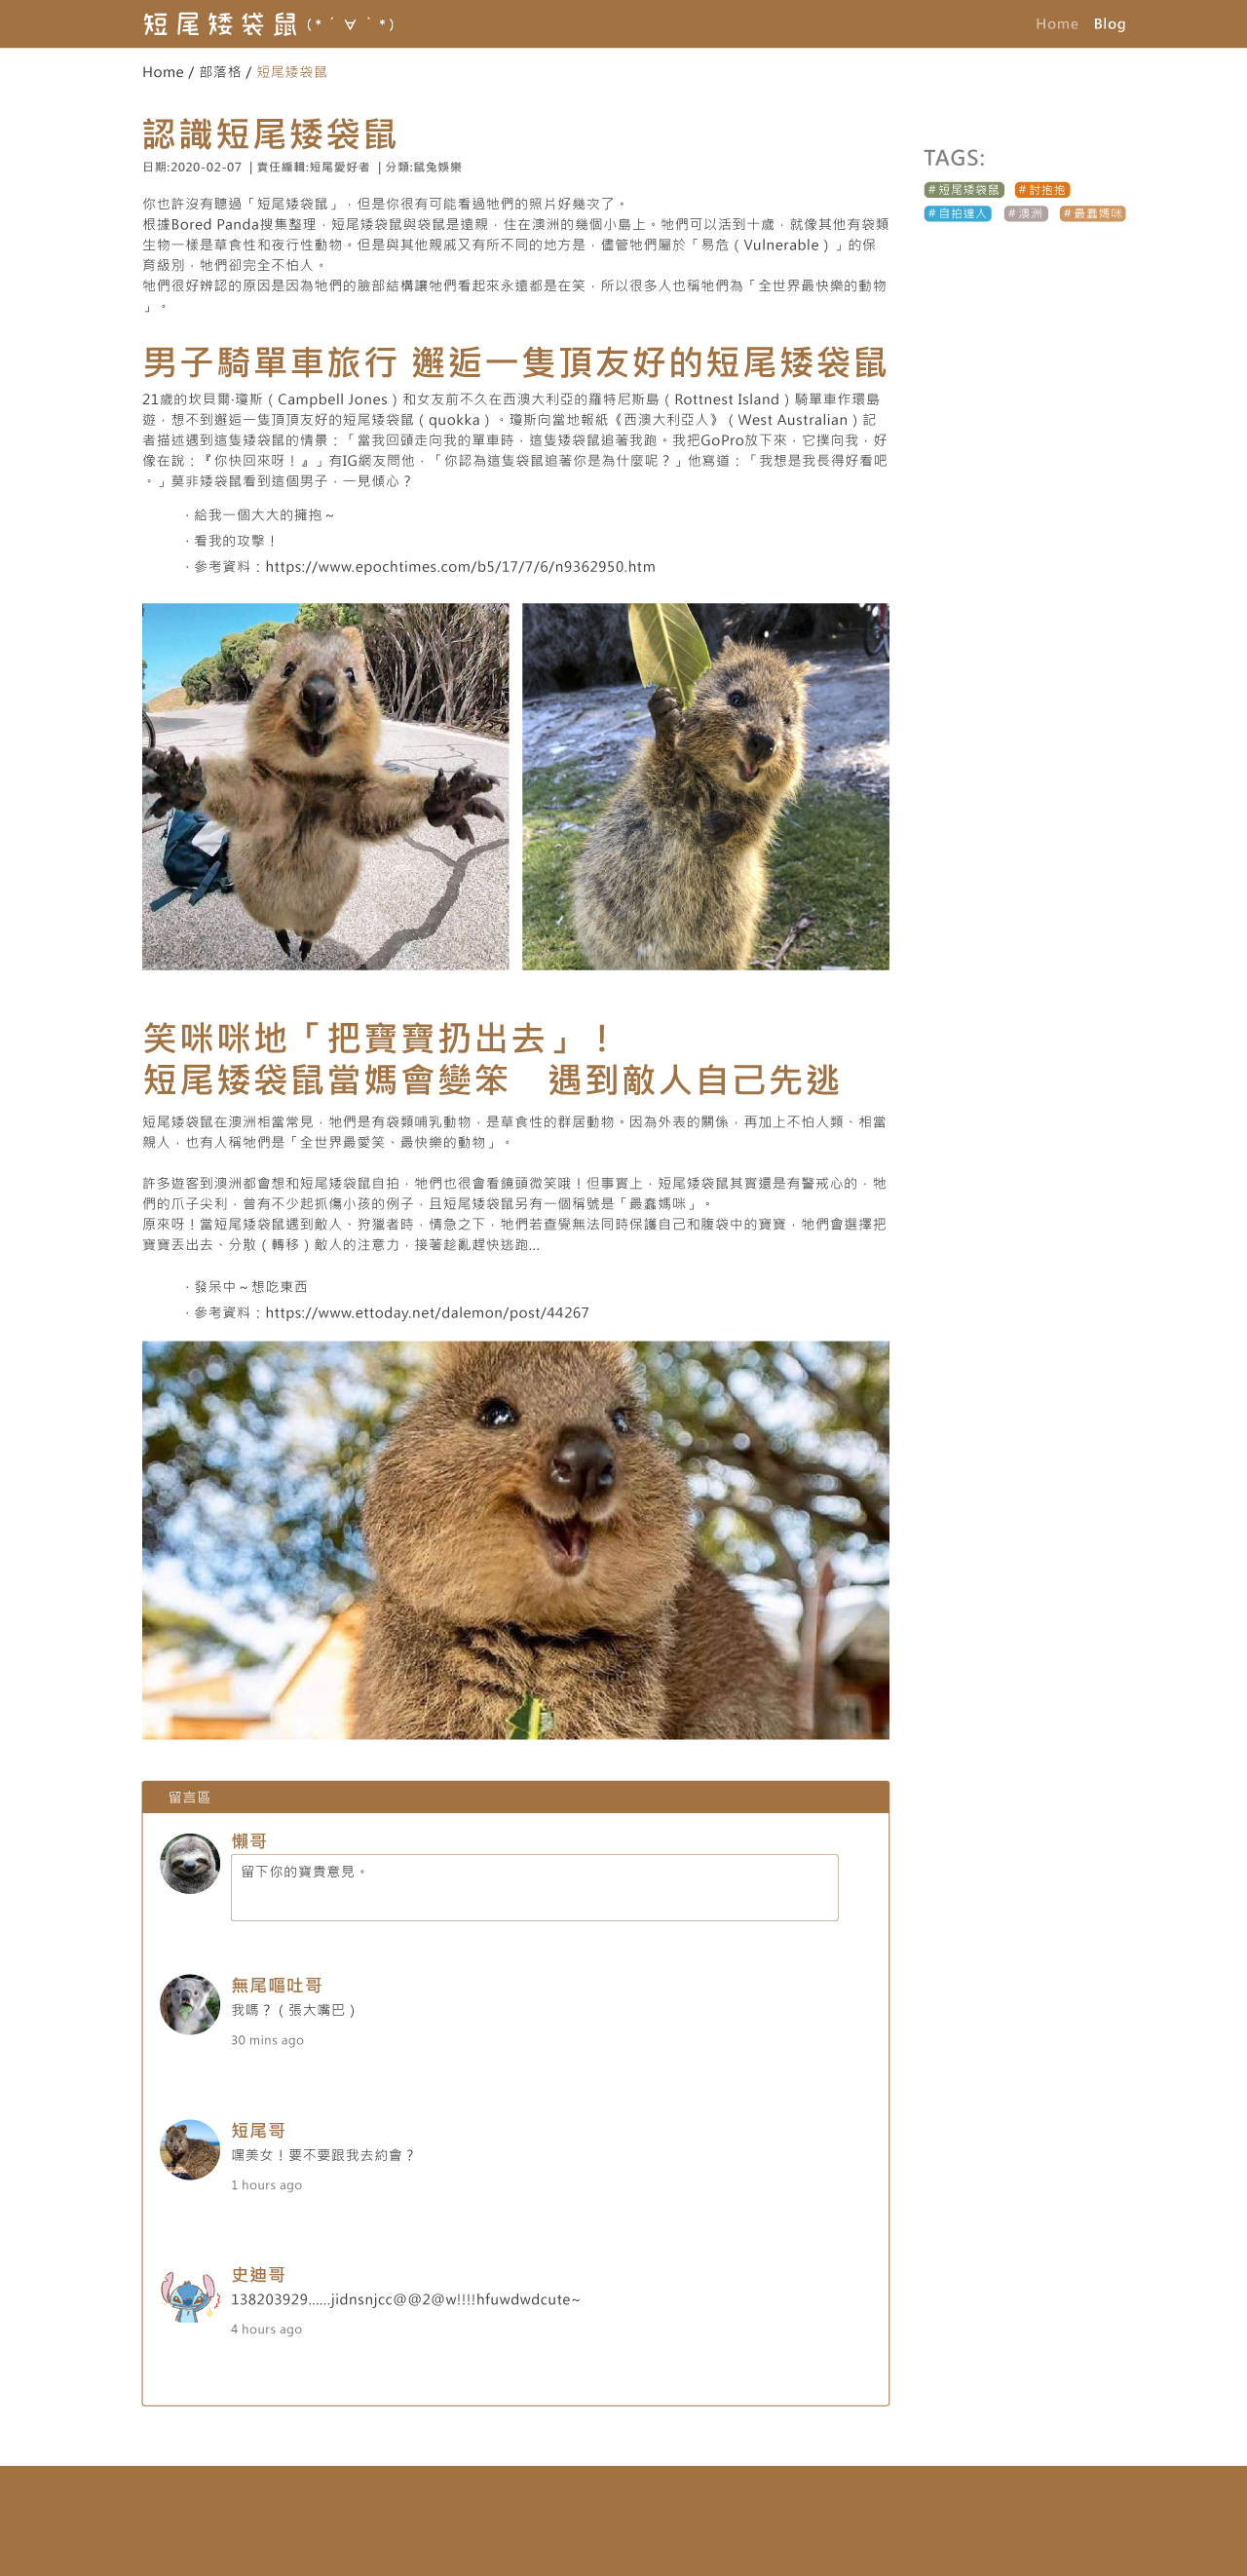 短尾矮袋鼠(*´∀`*)
Home Blog
Home / 部落格 / 短尾矮袋鼠
認識短尾矮袋鼠
日期:2020-02-07 | 責任編輯:短尾愛好者 | 分類:鼠兔娛樂
TAGS:
#短尾矮袋鼠 #討抱抱
#自拍達人 #澳洲 #最蠢媽咪
你也許沒有聽過「短尾矮袋鼠」，但是你很有可能看過牠們的照片好幾次了。
根據Bored Panda搜集整理，短尾矮袋鼠與袋鼠是遠親，住在澳洲的幾個小島上。牠們可以活到十歲，就像其他有袋類
生物一樣是草食性和夜行性動物。但是與其他親戚又有所不同的地方是，儘管牠們屬於「易危（Vulnerable）」的保
育級別，牠們卻完全不怕人。
牠們很好辨認的原因是因為牠們的臉部結構讓牠們看起來永遠都是在笑，所以很多人也稱牠們為「全世界最快樂的動物
」。
男子騎單車旅行 邂逅一隻頂友好的短尾矮袋鼠
21歲的坎貝爾·瓊斯（Campbell Jones）和女友前不久在西澳大利亞的羅特尼斯島（Rottnest Island）騎單車作環島
遊，想不到邂逅一隻頂頂友好的短尾矮袋鼠（quokka）。瓊斯向當地報紙《西澳大利亞人》（West Australian）記
者描述遇到這隻矮袋鼠的情景：「當我回頭走向我的單車時，這隻矮袋鼠追著我跑。我把GoPro放下來，它撲向我，好
像在說：『你快回來呀！』」有IG網友問他，「你認為這隻袋鼠追著你是為什麼呢？」他寫道：「我想是我長得好看吧
。」莫非矮袋鼠看到這個男子，一見傾心？
· 給我一個大大的擁抱～
· 看我的攻擊！
· 參考資料：https://www.epochtimes.com/b5/17/7/6/n9362950.htm
笑咪咪地「把寶寶扔出去」！
短尾矮袋鼠當媽會變笨　遇到敵人自己先逃
短尾矮袋鼠在澳洲相當常見，牠們是有袋類哺乳動物，是草食性的群居動物。因為外表的關係，再加上不怕人類、相當
親人，也有人稱牠們是「全世界最愛笑、最快樂的動物」。
許多遊客到澳洲都會想和短尾矮袋鼠自拍，牠們也很會看鏡頭微笑哦！但事實上，短尾矮袋鼠其實還是有警戒心的，牠
們的爪子尖利，曾有不少起抓傷小孩的例子，且短尾矮袋鼠另有一個稱號是「最蠢媽咪」。
原來呀！當短尾矮袋鼠遇到敵人、狩獵者時，情急之下，牠們若查覺無法同時保護自己和腹袋中的寶寶，牠們會選擇把
寶寶丟出去、分散（轉移）敵人的注意力，接著趁亂趕快逃跑...
· 發呆中～想吃東西
· 參考資料：https://www.ettoday.net/dalemon/post/44267
留言區
懶哥
留下你的寶貴意見。
無尾嘔吐哥
我嗎？（張大嘴巴）
30 mins ago
短尾哥
嘿美女！要不要跟我去約會？
1 hours ago
史迪哥
138203929......jidnsnjcc@@2@w!!!!hfuwdwdcute~
4 hours ago